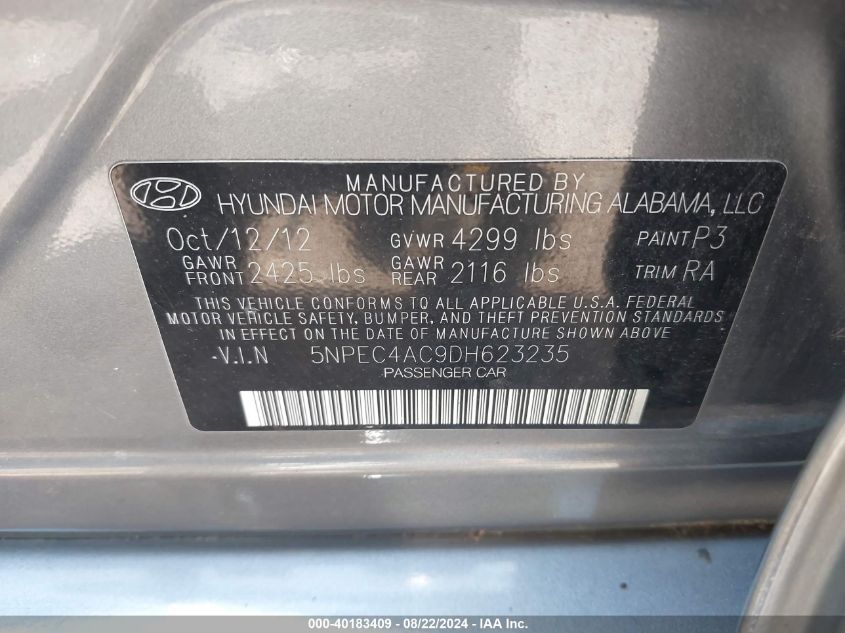 MANUFACTURED BY
HYUNDAI MOTOR MANUFACTURING ALABAMA, LLC
Oct/12/12 GVWR 4299 lbs PAINT P3
GAWR FRONT 2425 lbs GAWR REAR 2116 lbs TRIM RA
THIS VEHICLE CONFORMS TO ALL APPLICABLE U.S.A. FEDERAL
MOTOR VEHICLE SAFETY, BUMPER, AND THEFT PREVENTION STANDARDS
IN EFFECT ON THE DATE OF MANUFACTURE SHOWN ABOVE
-V.I.N 5NPEC4AC9DH623235
PASSENGER CAR
000-40183409 - 08/22/2024 - IAA Inc.